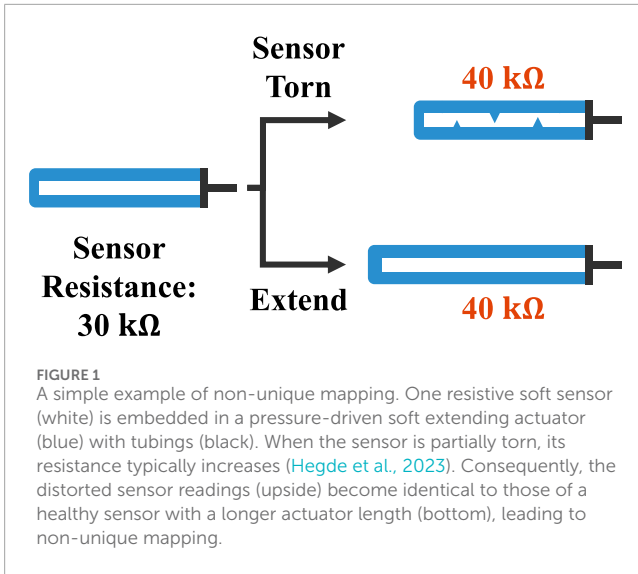 Sensor
Torn
40 kΩ
Sensor
Resistance:
30 kΩ
Extend
40 kΩ
FIGURE 1
A simple example of non-unique mapping. One resistive soft sensor
(white) is embedded in a pressure-driven soft extending actuator
(blue) with tubings (black). When the sensor is partially torn, its
resistance typically increases (Hegde et al., 2023). Consequently, the
distorted sensor readings (upside) become identical to those of a
healthy sensor with a longer actuator length (bottom), leading to
non-unique mapping.